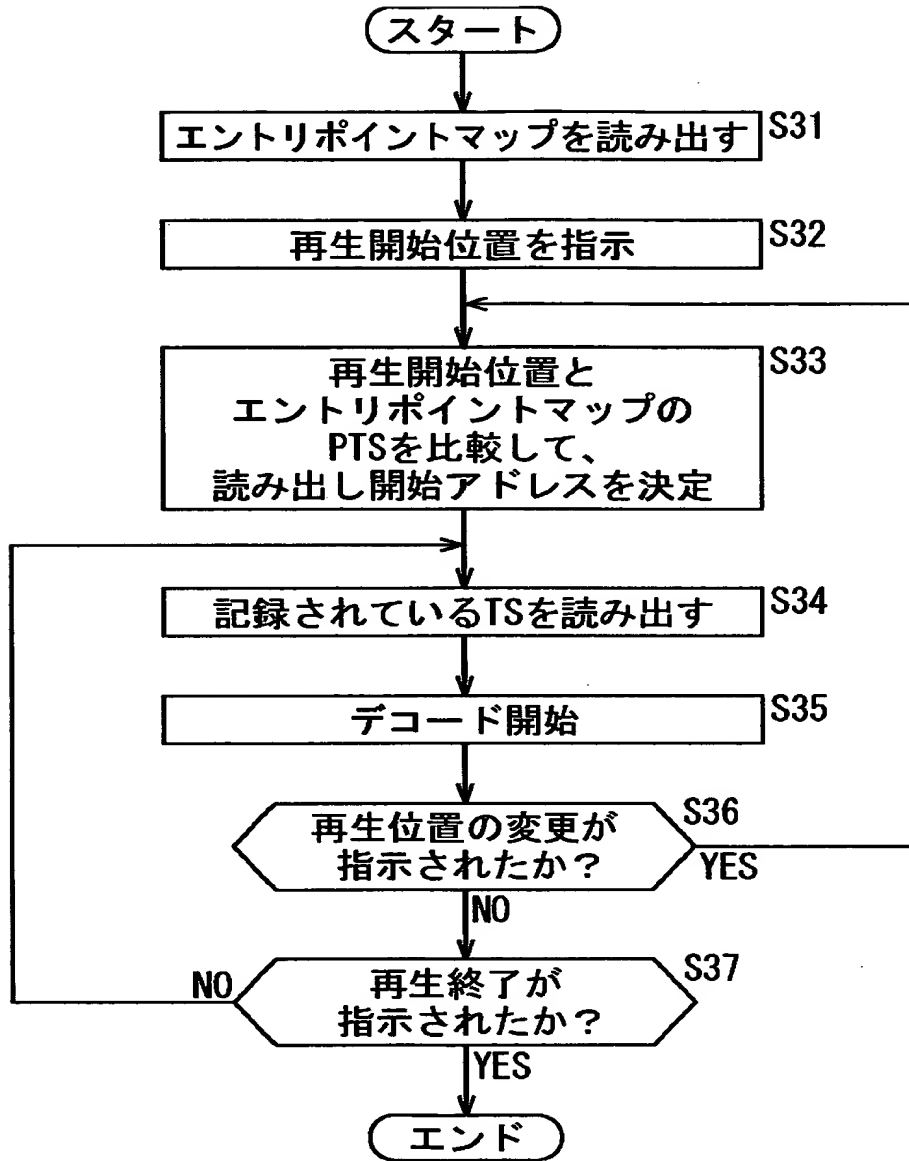 スタート
エントリポイントマップを読み出す
S31
再生開始位置を指示
S32
再生開始位置と
エントリポイントマップの
PTSを比較して、
読み出し開始アドレスを決定
S33
記録されているTSを読み出す
S34
デコード開始
S35
再生位置の変更が
指示されたか？
S36
YES
NO
再生終了が
指示されたか？
S37
NO
YES
エンド